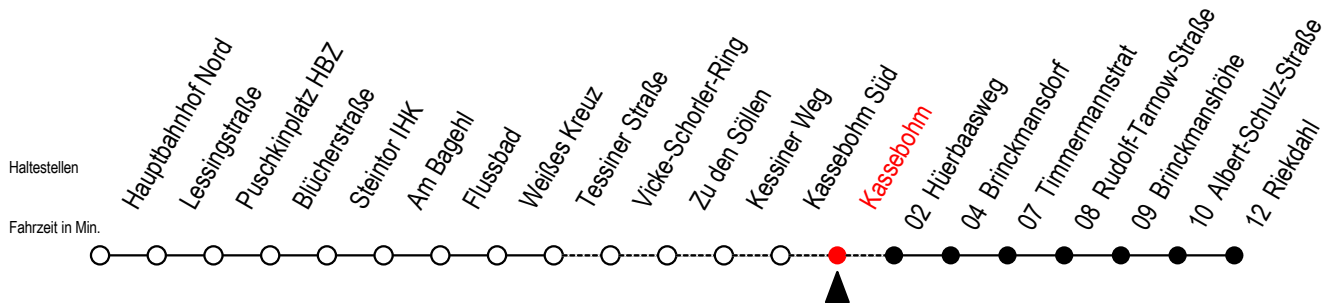 Haltestellen
Fahrzeit in Min.
Hauptbahnhof Nord
Lessingstraße
Puschkinplatz HBZ
Blücherstraße
Steintor IHK
Am Bagehl
Flussbad
Weißes Kreuz
Tessiner Straße
Vicke-Schorler-Ring
Zu den Söllen
Kessiner Weg
Kassebohm Süd
Kassebohm
02 Hüerbaasweg
04 Brinckmansdorf
07 Timmermannstrat
08 Rudolf-Tarnow-Straße
09 Brinckmanshöhe
10 Albert-Schulz-Straße
12 Riekdahl